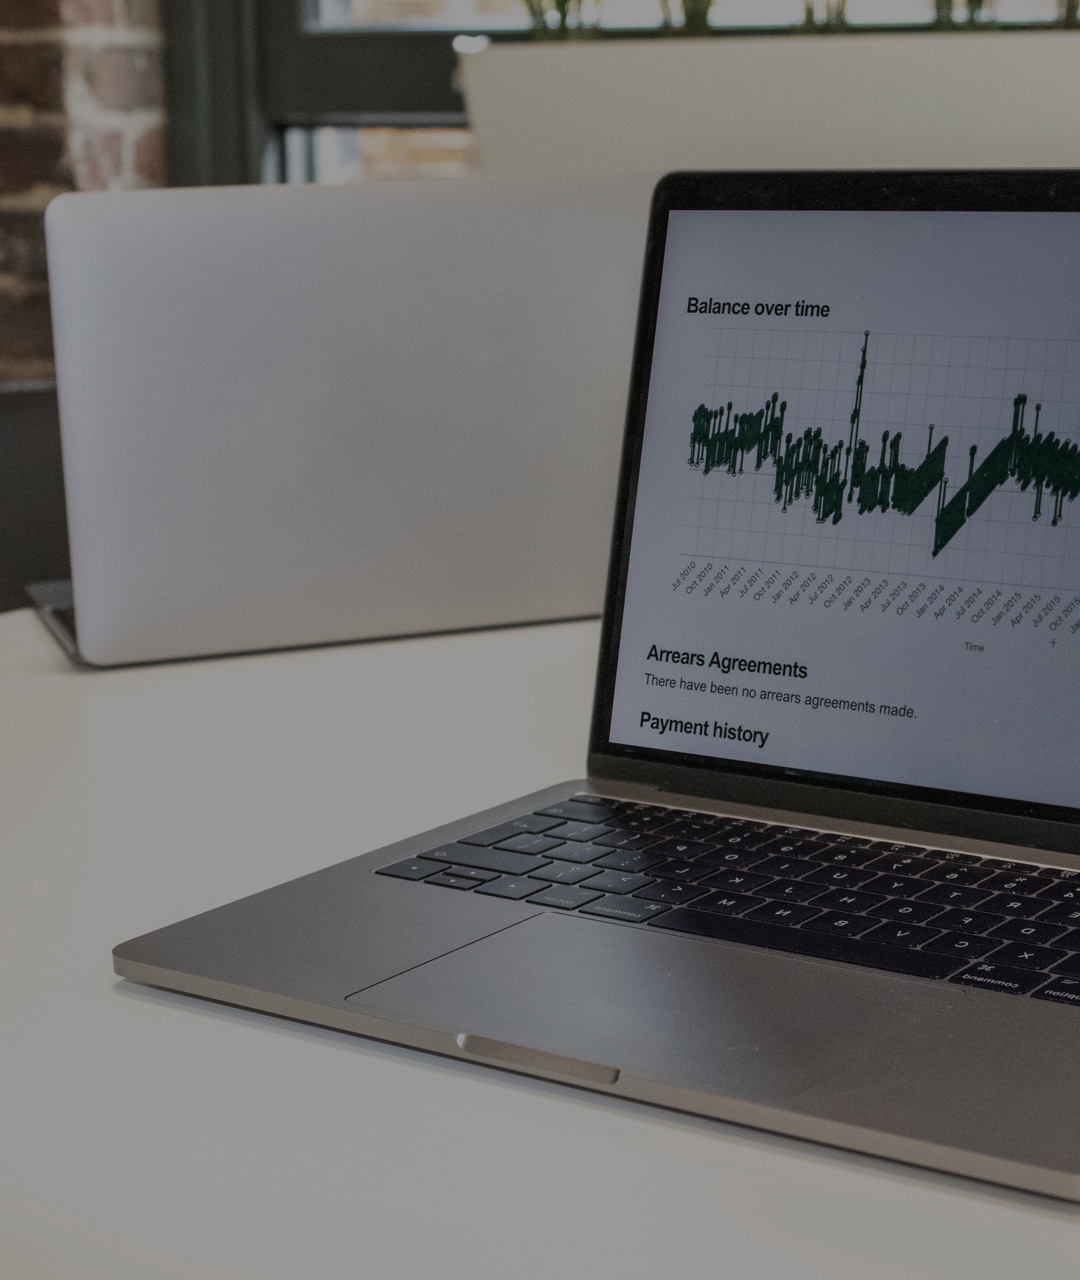 Balance over time
Jul 2010
Oct 2010
Jan 2011
Apr 2011
Jul 2011
Oct 2011
Jan 2012
Apr 2012
Jul 2012
Oct 2012
Jan 2013
Apr 2013
Jul 2013
Oct 2013
Jan 2014
Apr 2014
Jul 2014
Oct 2014
Jan 2015
Apr 2015
Jul 2015
Oct 2015
Time
Arrears Agreements
There have been no arrears agreements made.
Payment history
P O I
L K J H G F D
M N B V C X
command
command
option